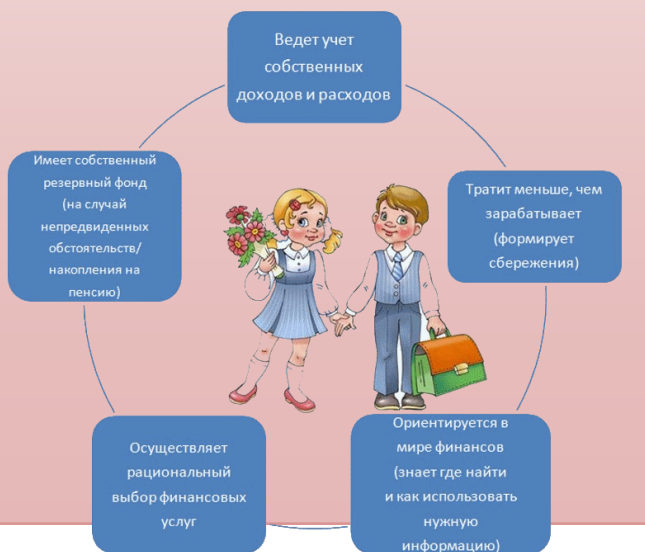 Ведет учет
собственных
доходов и расходов
Тратит меньше, чем
зарабатывает
(формирует
сбережения)
Ориентируется в
мире финансов
(знает где найти
и как использовать
нужную
информацию)
Осуществляет
рациональный
выбор финансовых
услуг
Имеет собственный
резервный фонд
(на случай
непредвиденных
обстоятельств/
накопления на
пенсию)